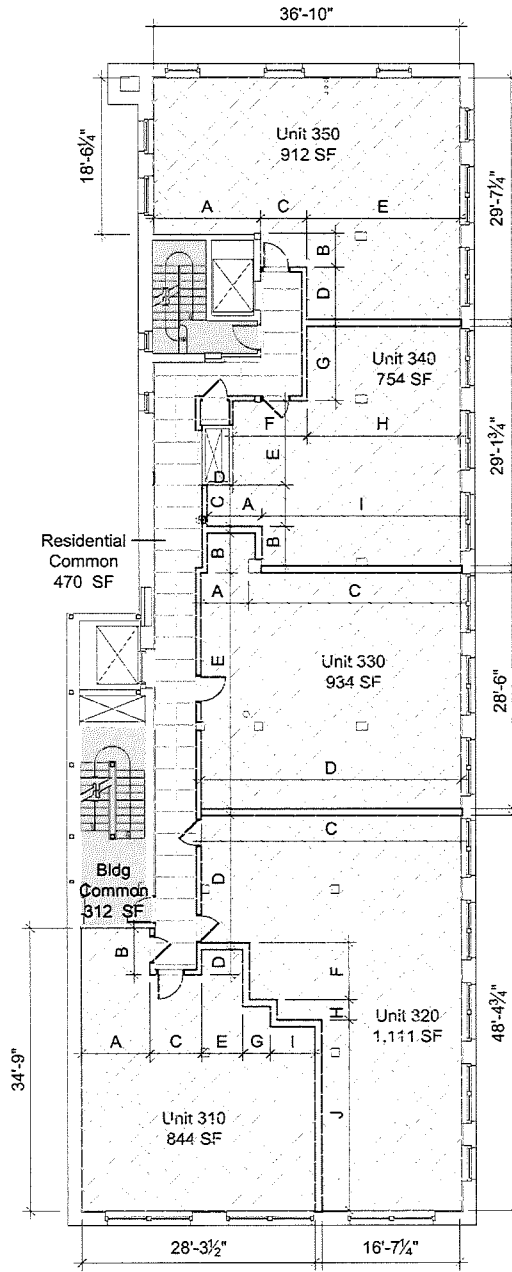 36'-10"
Unit 350
912 SF
18'-6¼"
29'-7¼"
A
C
E
B
D
G
Unit 340
754 SF
F
H
29'-1¾"
E
D
C
A
I
B
B
Residential
Common
470 SF
A
C
E
Unit 330
934 SF
28'-6"
D
C
Bldg
Common
312 SF
D
B
D
F
H
Unit 320
1,111 SF
48'-4¾"
A
C
E
G
I
34'-9"
J
Unit 310
844 SF
28'-3½"
16'-7¼"